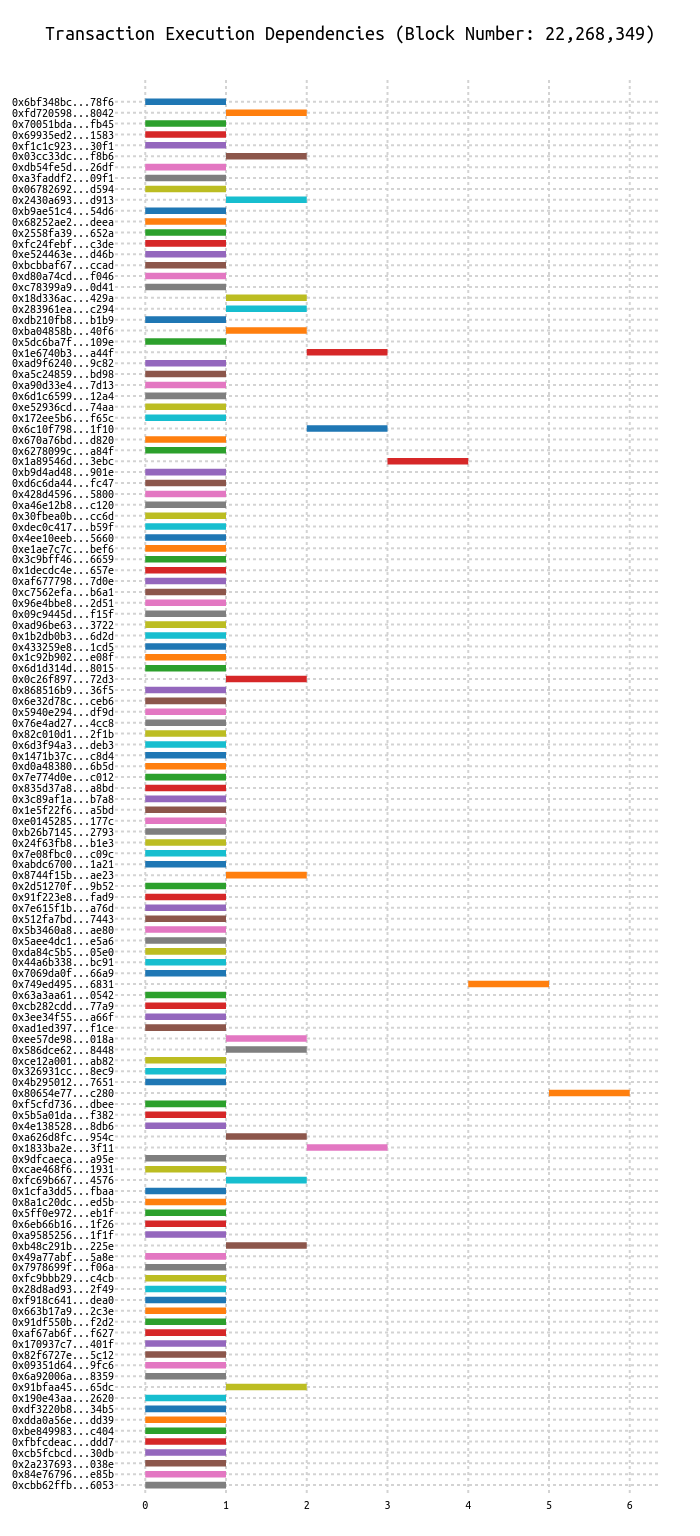 Transaction Execution Dependencies (Block Number: 22,268,349)
0x6bf348bc...78f6
0xfd720598...8042
0x70051bda...fb45
0x69935ed2...1583
0xf1c1c923...30f1
0x03cc33dc...f8b6
0xdb54fe5d...26df
0xa3faddf2...09f1
0x06782692...d594
0x2430a693...d913
0xb9ae51c4...54d6
0x68252ae2...deea
0x2558fa39...652a
0xfc24febf...c3de
0xe524463e...d46b
0xbcbbaf67...ccad
0xd80a74cd...f046
0xc78399a9...0d41
0x18d336ac...429a
0x283961ea...c294
0xdb210fb8...b1b9
0xba04858b...40f6
0x5dc6ba7f...109e
0x1e6740b3...a44f
0xad9f6240...9c82
0xa5c24859...bd98
0xa90d33e4...7d13
0x6d1c6599...12a4
0xe52936cd...74aa
0x172ee5b6...f65c
0x6c10f798...1f10
0x670a76bd...d820
0x6278099c...a84f
0x1a89546d...3ebc
0xb9d4ad48...901e
0xd6c6da44...fc47
0x428d4596...5800
0xa46e12b8...c120
0x30fbea0b...cc6d
0xdec0c417...b59f
0x4ee10eeb...5660
0xe1ae7c7c...bef6
0x3c9bff46...6659
0x1decdc4e...657e
0xaf677798...7d0e
0xc7562efa...b6a1
0x96e4bbe8...2d51
0x09c9445d...f15f
0xad96be63...3722
0x1b2db0b3...6d2d
0x433259e8...1cd5
0x1c92b902...e08f
0x6d1d314d...8015
0x0c26f897...72d3
0x868516b9...36f5
0x6e32d78c...ceb6
0x5940e294...df9d
0x76e4ad27...4cc8
0x82c010d1...2f1b
0x6d3f94a3...deb3
0x1471b37c...c8d4
0xd0a48380...6b5d
0x7e774d0e...c012
0x835d37a8...a8bd
0x3c89af1a...b7a8
0x1e5f22f6...a5bd
0xe0145285...177c
0xb26b7145...2793
0x24f63fb8...b1e3
0x7e08fbc0...c09c
0xabdc6700...1a21
0x8744f15b...ae23
0x2d51270f...9b52
0x91f223e8...fad9
0x7e615f1b...a76d
0x512fa7bd...7443
0x5b3460a8...ae80
0x5aee4dc1...e5a6
0xda84c5b5...05e0
0x44a6b338...bc91
0x7069da0f...66a9
0x749ed495...6831
0x63a3aa61...0542
0xcb282cdd...77a9
0x3ee34f55...a66f
0xad1ed397...f1ce
0xee57de98...018a
0x586dce62...8448
0xce12a001...ab82
0x326931cc...8ec9
0x4b295012...7651
0x80654e77...c280
0xf5cfd736...dbee
0x5b5a01da...f382
0x4e138528...8db6
0xa626d8fc...954c
0x1833ba2e...3f11
0x9dfcaeca...a95e
0xcae468f6...1931
0xfc69b667...4576
0x1cfa3dd5...fbaa
0x8a1c20dc...ed5b
0x5ff0e972...eb1f
0x6eb66b16...1f26
0xa9585256...1f1f
0xb48c291b...225e
0x49a77abf...5a8e
0x7978699f...f06a
0xfc9bbb29...c4cb
0x28d8ad93...2f49
0xf918c641...dea0
0x663b17a9...2c3e
0x91df550b...f2d2
0xaf67ab6f...f627
0x170937c7...401f
0x82f6727e...5c12
0x09351d64...9fc6
0x6a92006a...8359
0x91bfaa45...65dc
0x190e43aa...2620
0xdf3220b8...34b5
0xdda0a56e...dd39
0xbe849983...c404
0xfbfcdeac...ddd7
0xcb5fcbcd...30db
0x2a237693...038e
0x84e76796...e85b
0xcbb62ffb...6053
0 1 2 3 4 5 6